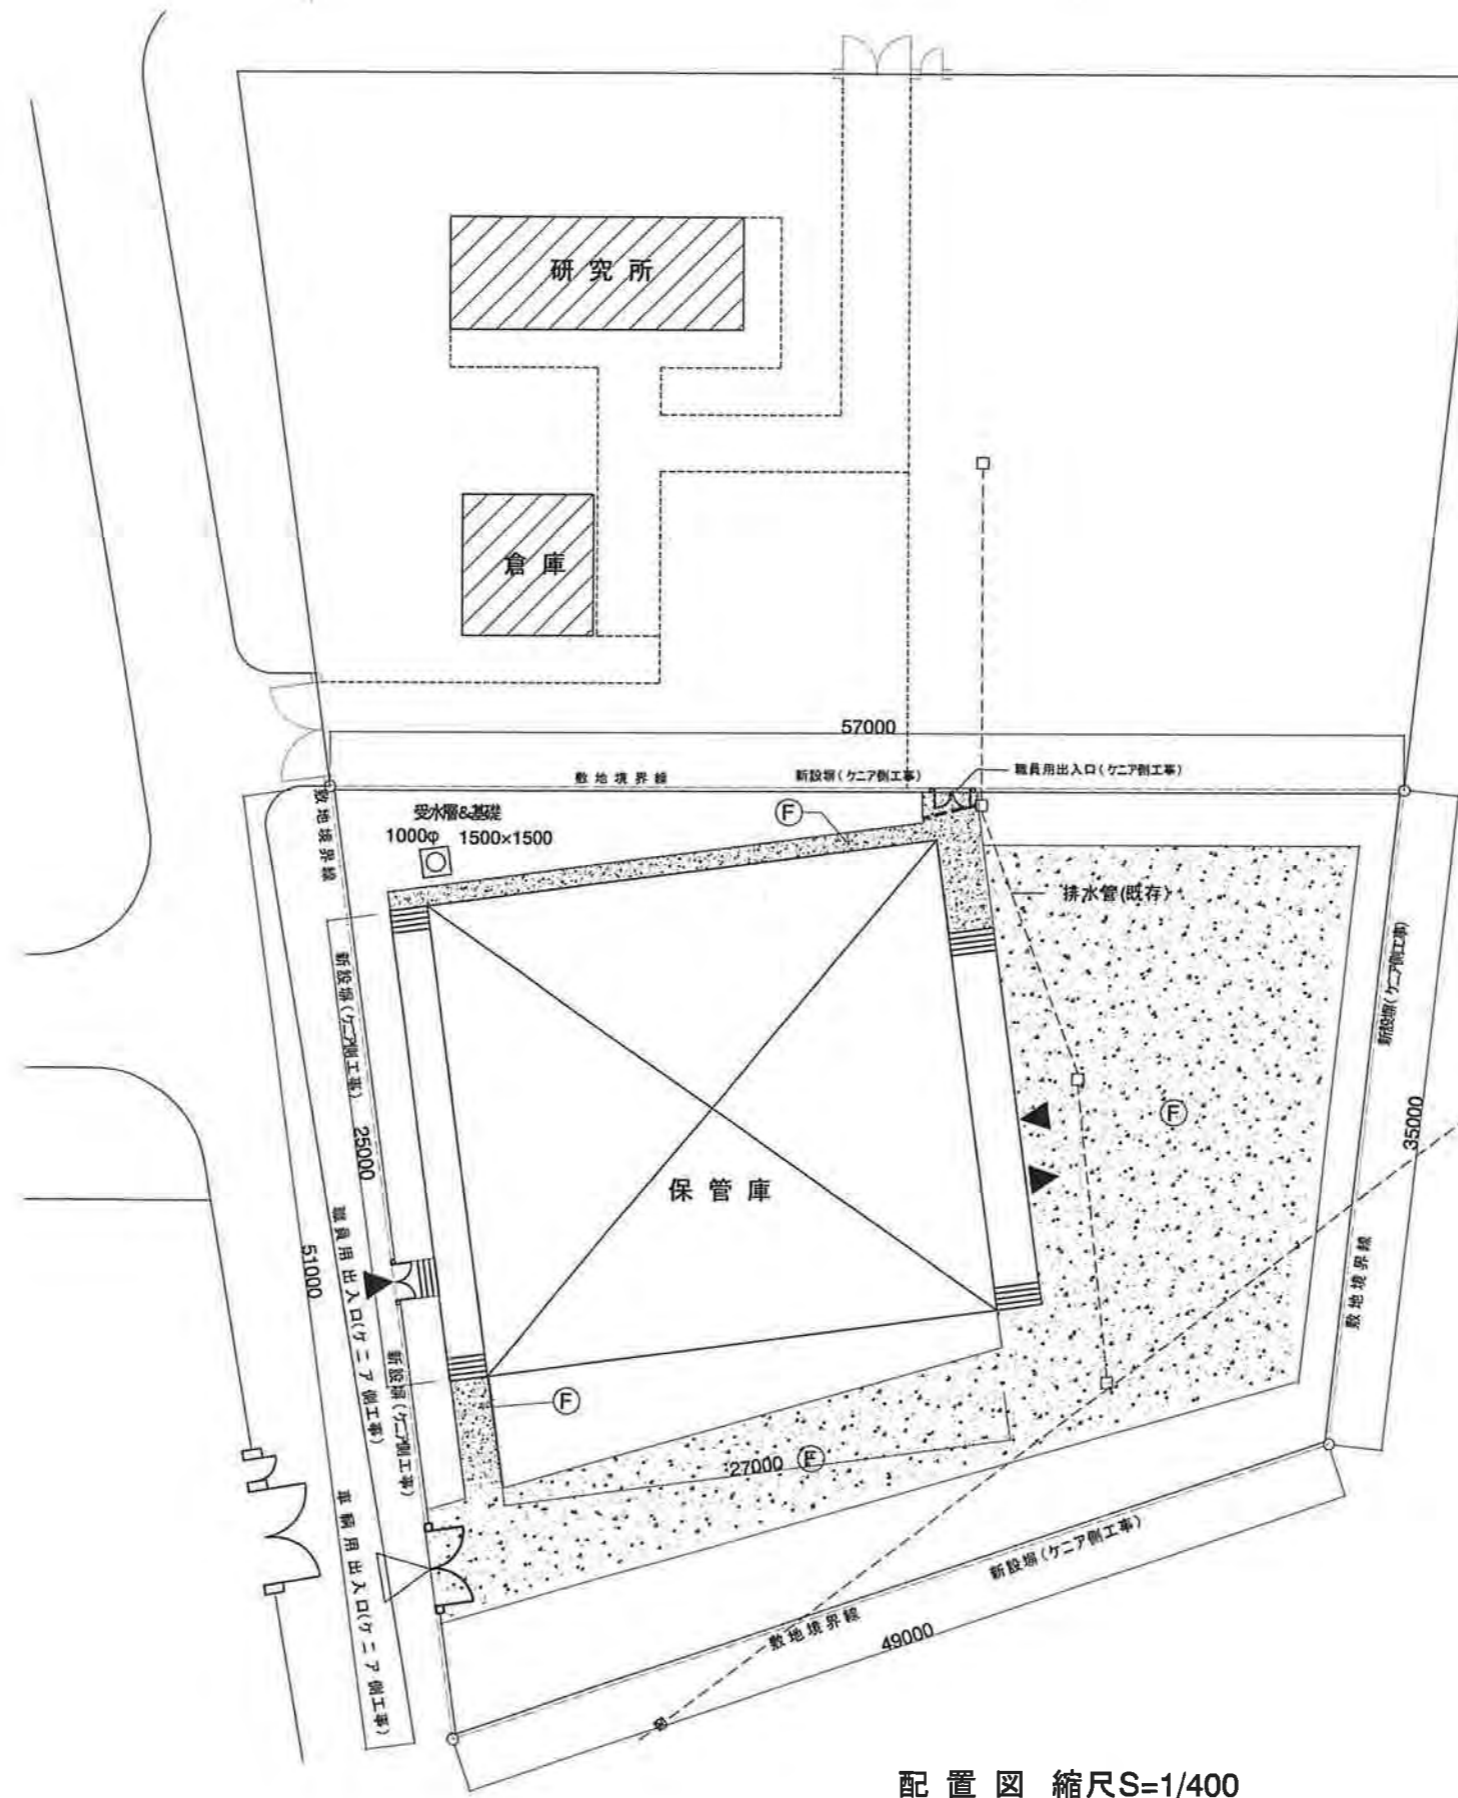 研究所
倉庫
57000
敷地境界線
新設塀(ケニア側工事)
職員用出入口(ケニア側工事)
受水層&基礎
1000φ 1500×1500
敷地境界線
Ⓕ
排水管(既存)
新設塀(ケニア側工事)
新設塀(ケニア側工事)
25000
Ⓕ
35000
保管庫
職員用出入口(ケニア側工事)
51000
敷地境界線
新設塀(ケニア側工事)
Ⓕ
27000
Ⓕ
車輌用出入口(ケニア側工事)
新設塀(ケニア側工事)
敷地境界線
49000
配置図 縮尺S=1/400